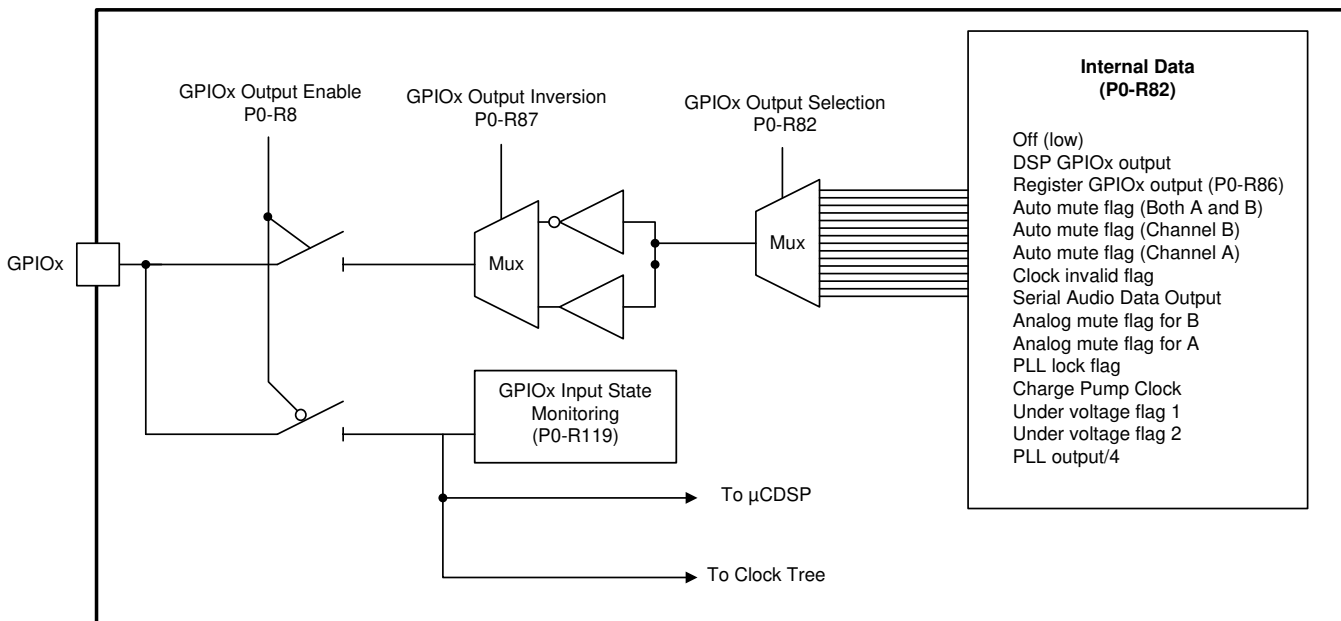 GPIOx Output Enable
P0-R8
GPIOx Output Inversion
P0-R87
GPIOx Output Selection
P0-R82
Internal Data
(P0-R82)
Off (low)
DSP GPIOx output
Register GPIOx output (P0-R86)
Auto mute flag (Both A and B)
Auto mute flag (Channel B)
Auto mute flag (Channel A)
Clock invalid flag
Serial Audio Data Output
Analog mute flag for B
Analog mute flag for A
PLL lock flag
Charge Pump Clock
Under voltage flag 1
Under voltage flag 2
PLL output/4
GPIOx
Mux
Mux
GPIOx Input State
Monitoring
(P0-R119)
To µCDSP
To Clock Tree